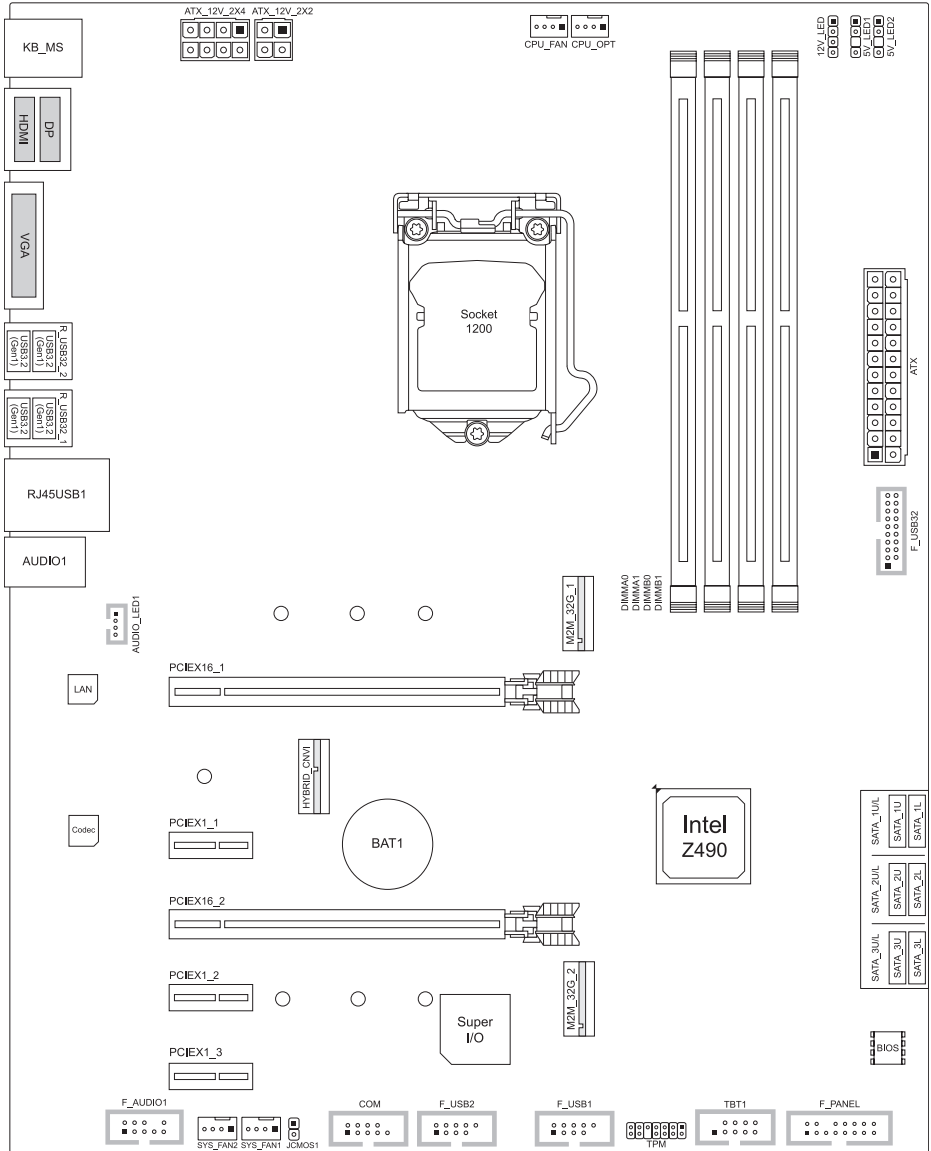 ATX_12V_2X4
ATX_12V_2X2
KB_MS
CPU_FAN
CPU_OPT
12V_LED
5V_LED1
5V_LED2
HDMI
DP
VGA
Socket
1200
R_USB32_2
USB3.2
(Gen1)
USB3.2
(Gen1)
R_USB32_1
USB3.2
(Gen1)
USB3.2
(Gen1)
ATX
RJ45USB1
F_USB32
AUDIO1
DIMMA0
DIMMA1
DIMMB0
DIMMB1
AUDIO_LED1
M2M_32G_1
PCIEX16_1
LAN
HYBRID_CNVI
Codec
PCIEX1_1
BAT1
Intel
Z490
SATA_1U/L
SATA_1U
SATA_1L
SATA_2U/L
SATA_2U
SATA_2L
PCIEX16_2
SATA_3U/L
SATA_3U
SATA_3L
PCIEX1_2
M2M_32G_2
Super
I/O
BIOS
PCIEX1_3
F_AUDIO1
SYS_FAN2
SYS_FAN1
JCMOS1
COM
F_USB2
F_USB1
TPM
TBT1
F_PANEL